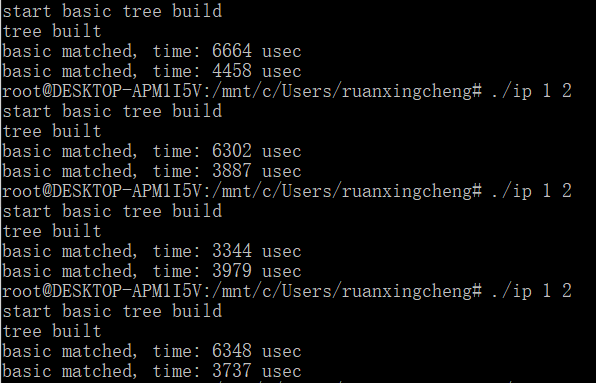 start basic tree build
tree built
basic matched, time: 6664 usec
basic matched, time: 4458 usec
root@DESKTOP-APM1I5V:/mnt/c/Users/ruanxingcheng# ./ip 1 2
start basic tree build
tree built
basic matched, time: 6302 usec
basic matched, time: 3887 usec
root@DESKTOP-APM1I5V:/mnt/c/Users/ruanxingcheng# ./ip 1 2
start basic tree build
tree built
basic matched, time: 3344 usec
basic matched, time: 3979 usec
root@DESKTOP-APM1I5V:/mnt/c/Users/ruanxingcheng# ./ip 1 2
start basic tree build
tree built
basic matched, time: 6348 usec
basic matched, time: 3737 usec